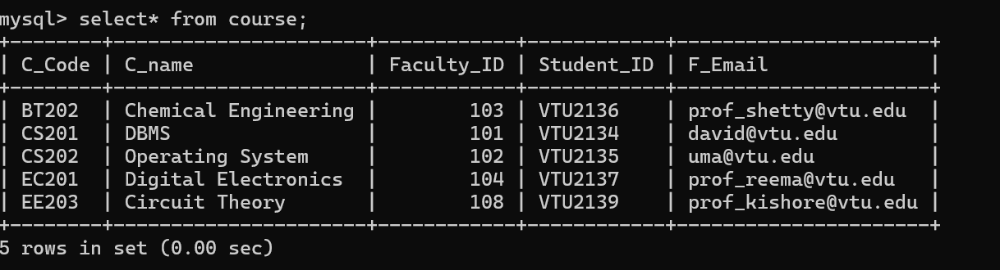 mysql> select* from course;
+--------+----------------------+------------+------------+----------------------+
| C_Code | C_name               | Faculty_ID | Student_ID | F_Email              |
+--------+----------------------+------------+------------+----------------------+
| BT202  | Chemical Engineering |        103 | VTU2136    | prof_shetty@vtu.edu  |
| CS201  | DBMS                 |        101 | VTU2134    | david@vtu.edu        |
| CS202  | Operating System     |        102 | VTU2135    | uma@vtu.edu          |
| EC201  | Digital Electronics  |        104 | VTU2137    | prof_reema@vtu.edu   |
| EE203  | Circuit Theory       |        108 | VTU2139    | prof_kishore@vtu.edu |
+--------+----------------------+------------+------------+----------------------+
5 rows in set (0.00 sec)